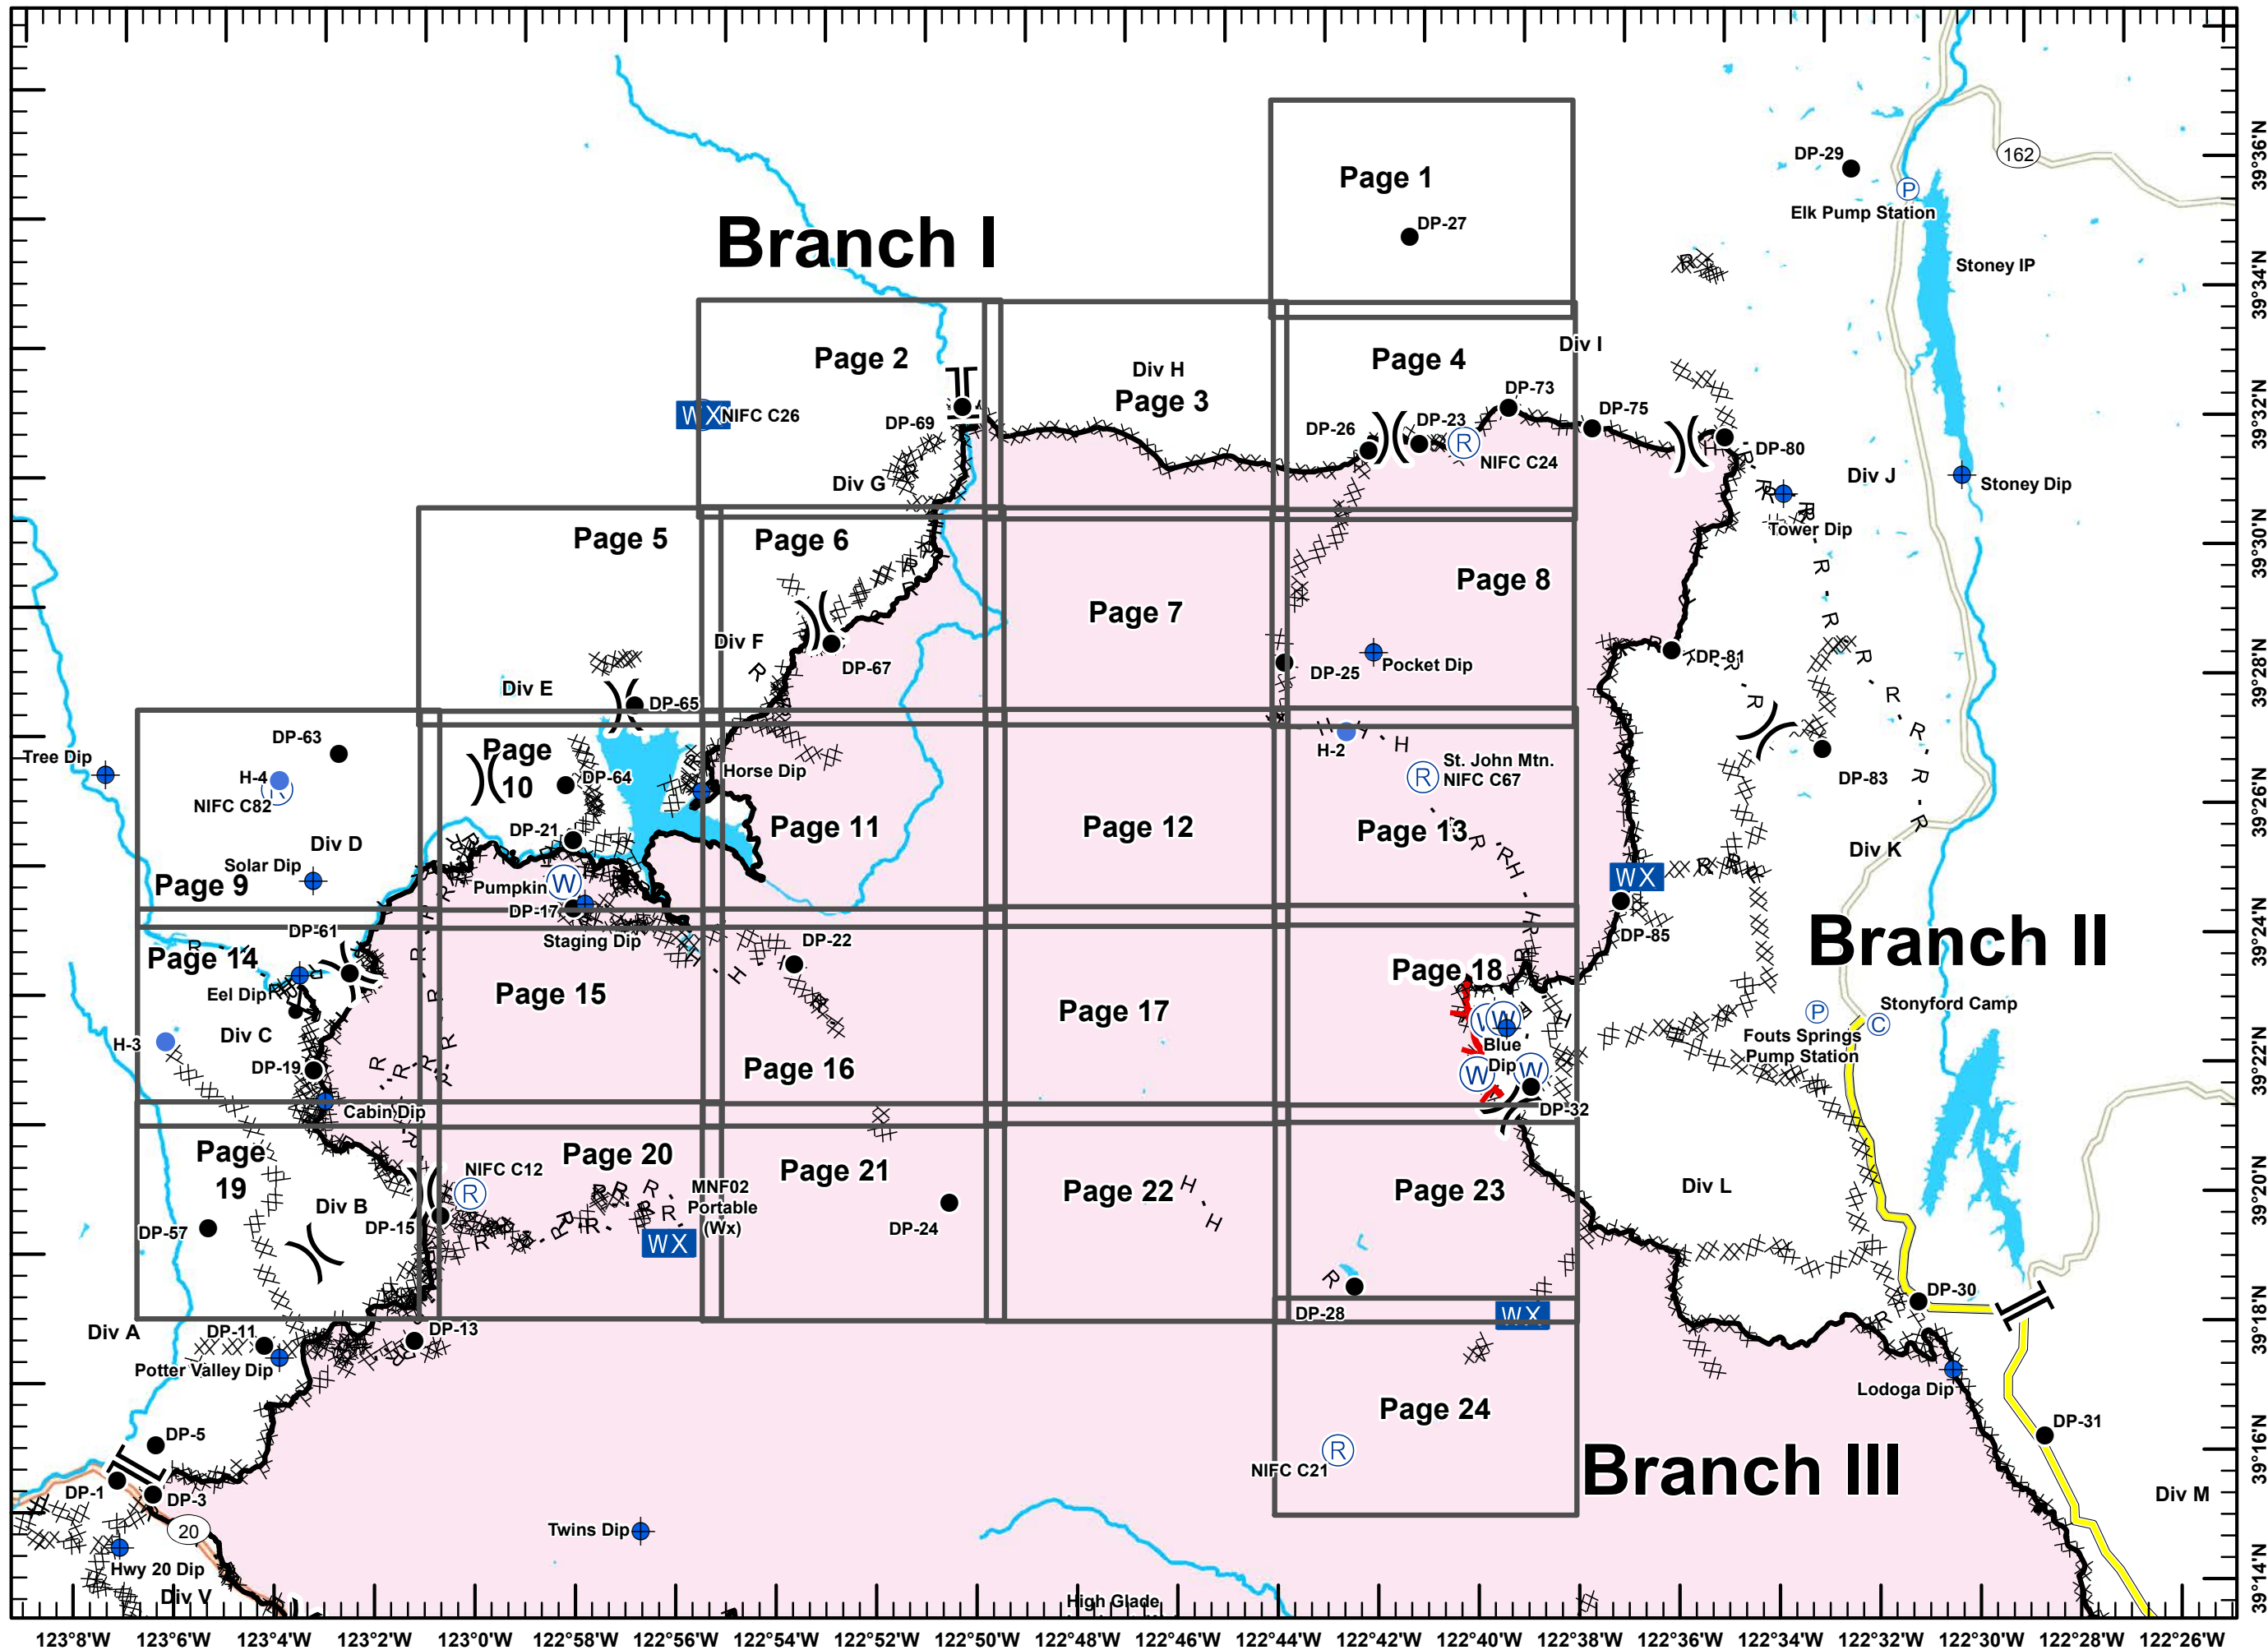 Page 1
DP-27
DP-29
162
39°36'N
P
Elk Pump Station
Branch I
Stoney IP
39°34'N
Page 2
Div H
Page 3
Page 4
Div I
WX
NIFC C26
DP-69
DP-26
DP-23
DP-73
DP-75
39°32'N
R
NIFC C24
DP-80
Div G
Div J
Stoney Dip
Tower Dip
39°30'N
Page 5
Page 6
Page 7
Page 8
Div F
DP-67
DP-25
Pocket Dip
DP-81
39°28'N
Div E
DP-65
DP-63
Tree Dip
H-4
NIFC C82
Page
10
DP-64
Horse Dip
H-2
St. John Mtn.
NIFC C67
R
DP-83
39°26'N
Div D
DP-21
Page 11
Page 12
Page 13
Div K
Solar Dip
Page 9
Pumpkin
W
WX
DP-17
DP-61
Staging Dip
DP-22
DP-85
39°24'N
Branch II
Page 14
Eel Dip
Page 15
Page 17
Page 18
P
C
Stonyford Camp
Fouts Springs
Pump Station
Div C
H-3
DP-19
Page 16
W
W
Blue
Dip
W
W
39°22'N
Cabin Dip
DP-32
Page
19
NIFC C12
R
Page 20
MNF02
Portable
(Wx)
WX
Page 21
Page 22
Page 23
Div L
39°20'N
Div B
DP-57
DP-15
DP-24
DP-28
WX
DP-30
39°18'N
Div A
DP-11
DP-13
Potter Valley Dip
Lodoga Dip
Page 24
DP-5
DP-31
39°16'N
NIFC C21
R
Branch III
DP-1
DP-3
Div M
20
Twins Dip
Hwy 20 Dip
39°14'N
Div V
High Glade
123°8'W 123°6'W 123°4'W 123°2'W 123°0'W 122°58'W 122°56'W 122°54'W 122°52'W 122°50'W 122°48'W 122°46'W 122°44'W 122°42'W 122°40'W 122°38'W 122°36'W 122°34'W 122°32'W 122°30'W 122°28'W 122°26'W